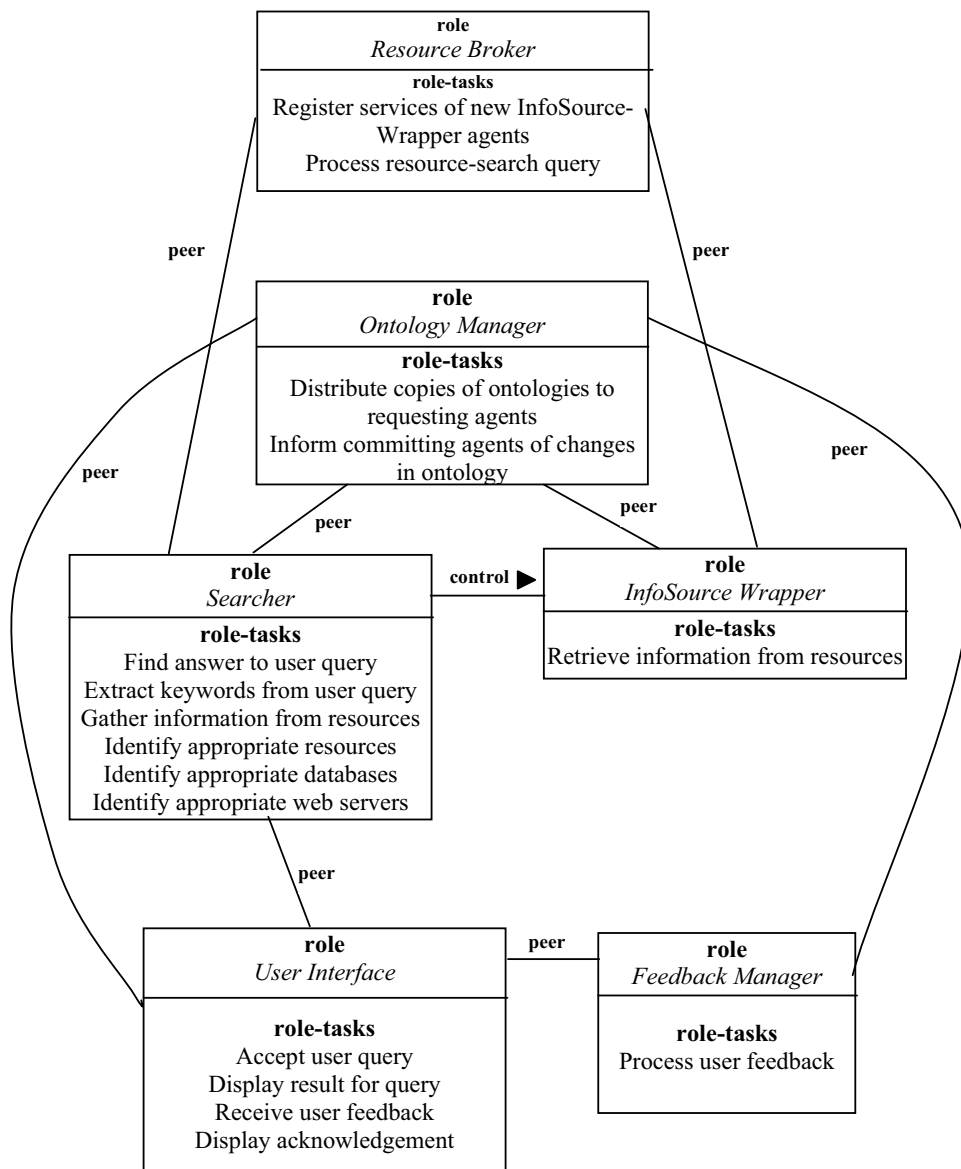 role
Resource Broker
role-tasks
Register services of new InfoSource-
Wrapper agents
Process resource-search query
peer
peer
role
Ontology Manager
role-tasks
Distribute copies of ontologies to
requesting agents
Inform committing agents of changes
in ontology
peer
peer
peer
peer
role
Searcher
role-tasks
Find answer to user query
Extract keywords from user query
Gather information from resources
Identify appropriate resources
Identify appropriate databases
Identify appropriate web servers
control
role
InfoSource Wrapper
role-tasks
Retrieve information from resources
peer
role
User Interface
role-tasks
Accept user query
Display result for query
Receive user feedback
Display acknowledgement
peer
role
Feedback Manager
role-tasks
Process user feedback